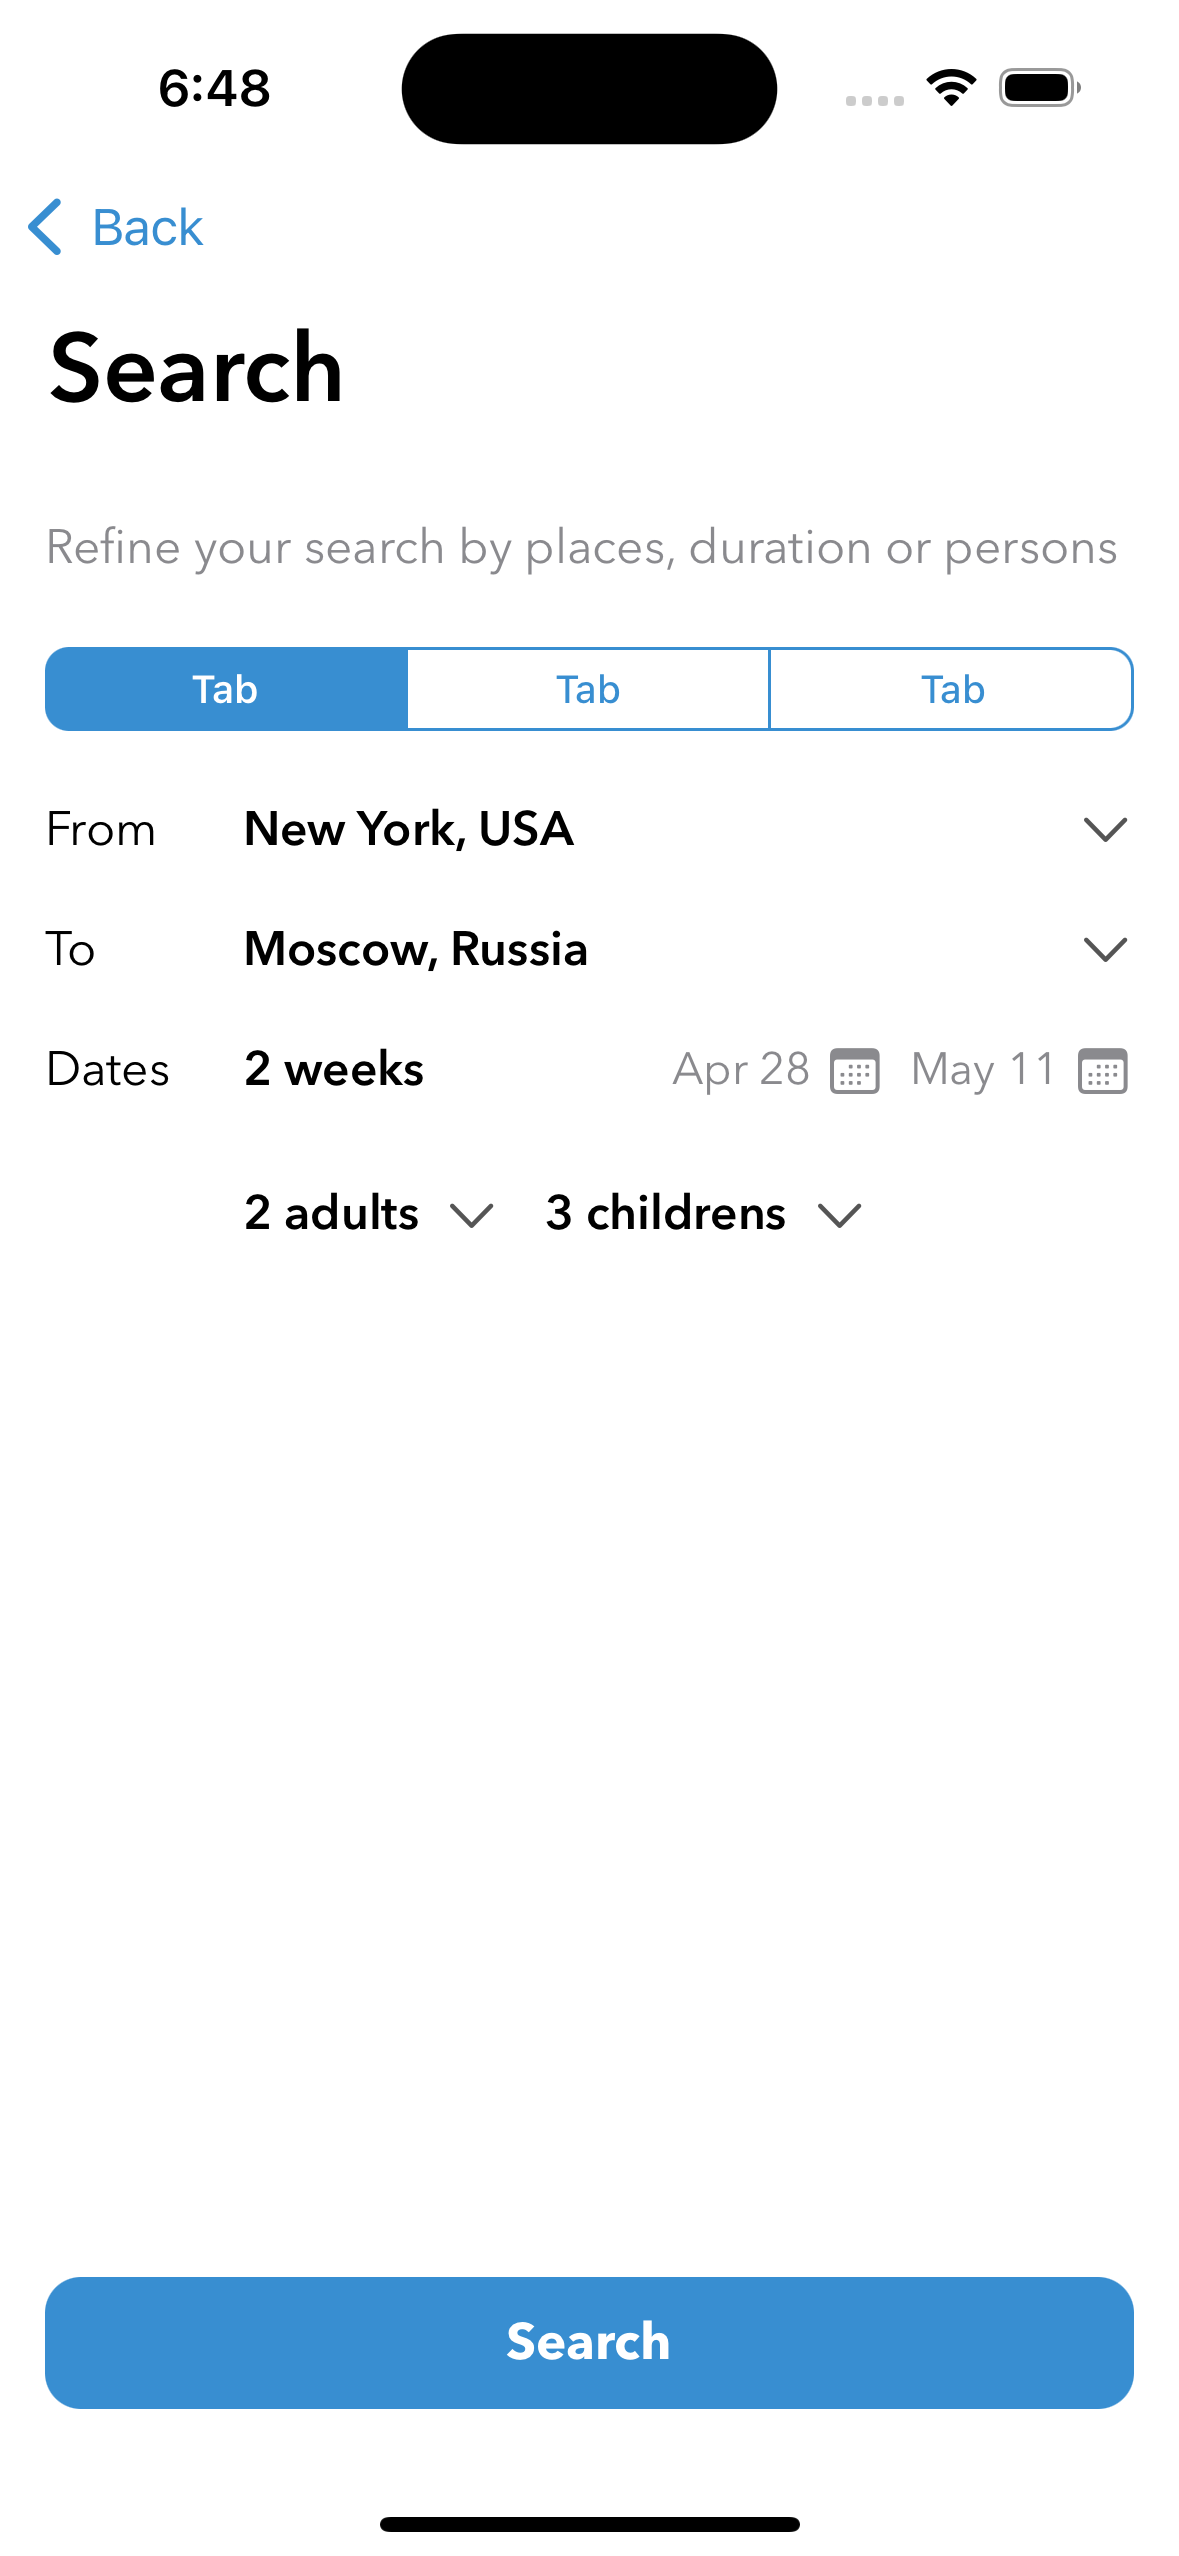 6:48
Back
Search
Refine your search by places, duration or persons
Tab Tab Tab
From New York, USA
To Moscow, Russia
Dates 2 weeks Apr 28 May 11
2 adults 3 childrens
Search